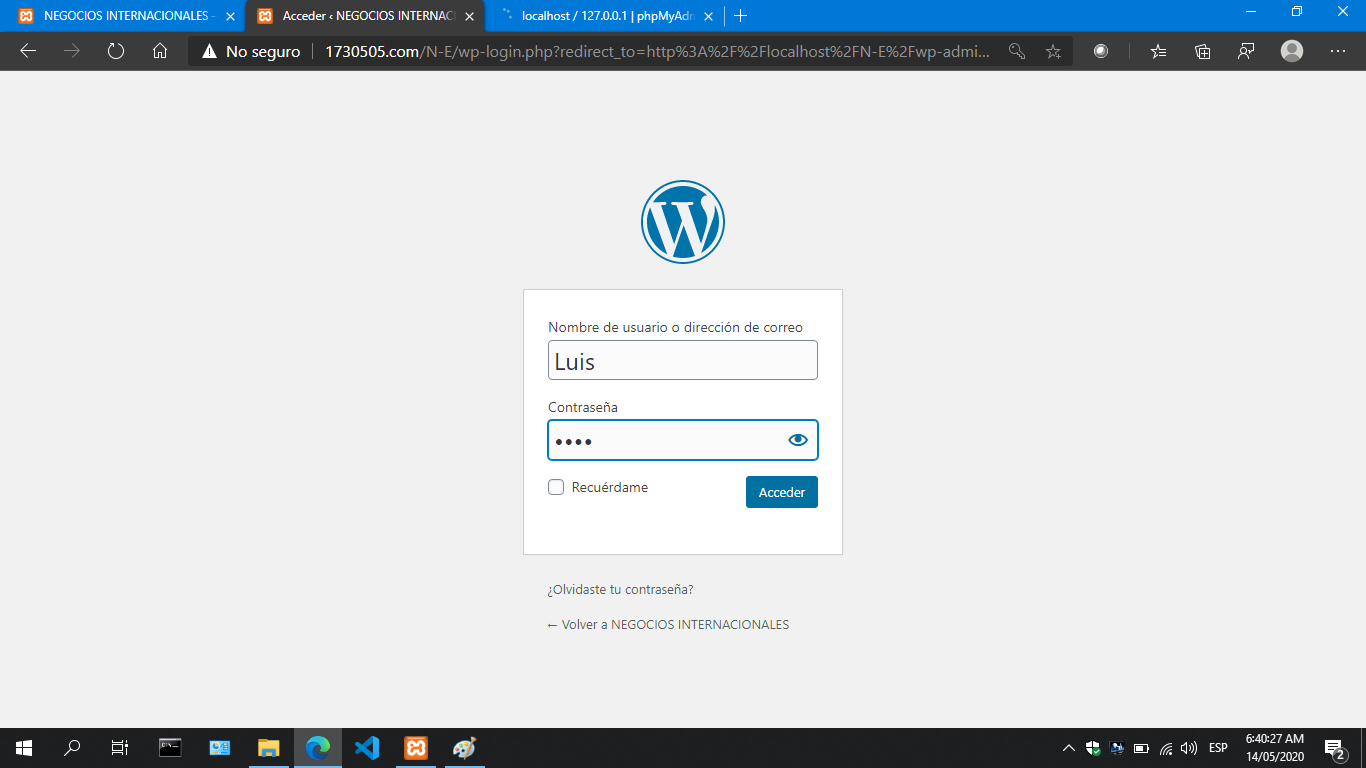 NEGOCIOS INTERNACIONALES -
Acceder ‹ NEGOCIOS INTERNAC
localhost / 127.0.0.1 | phpMyAdm
No seguro
1730505.com/N-E/wp-login.php?redirect_to=http%3A%2F%2Flocalhost%2FN-E%2Fwp-admi...
Nombre de usuario o dirección de correo
Luis
Contraseña
••••
Recuérdame
Acceder
¿Olvidaste tu contraseña?
← Volver a NEGOCIOS INTERNACIONALES
ESP
6:40:27 AM
14/05/2020
2